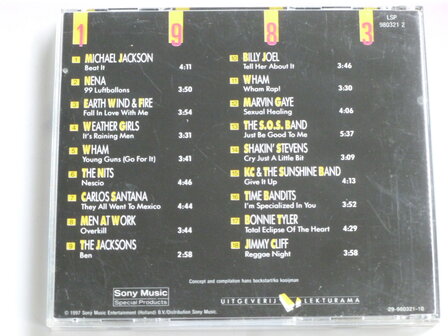 1 9 8 3
LSP
980321 2
1 MICHAEL JACKSON
Beat It 4:11
2 NENA
99 Luftballons 3:50
3 EARTH WIND & FIRE
Fall In Love With Me 3:54
4 WEATHER GIRLS
It's Raining Men 3:30
5 WHAM
Young Guns (Go For It) 3:41
6 THE NITS
Nescio 4:46
7 CARLOS SANTANA
They All Went To Mexico 4:44
8 MEN AT WORK
Overkill 3:44
9 THE JACKSONS
Ben 2:58
10 BILLY JOEL
Tell Her About It 3:46
11 WHAM
Wham Rap! 3:30
12 MARVIN GAYE
Sexual Healing 4:06
13 THE S.O.S. BAND
Just Be Good To Me 5:37
14 SHAKIN' STEVENS
Cry Just A Little Bit 3:13
15 KC & THE SUNSHINE BAND
Give It Up 4:10
16 TIME BANDITS
I'm Specialized In You 3:52
17 BONNIE TYLER
Total Eclipse Of The Heart 4:29
18 JIMMY CLIFF
Reggae Night 3:58
Concept and compilation hans bockstart/ko kooijman
Sony Music
Special Products
UITGEVERIJ LEKTURAMA
© 1997 Sony Music Entertainment (Holland) B.V./Distribution Sony Music.
29-980321-10